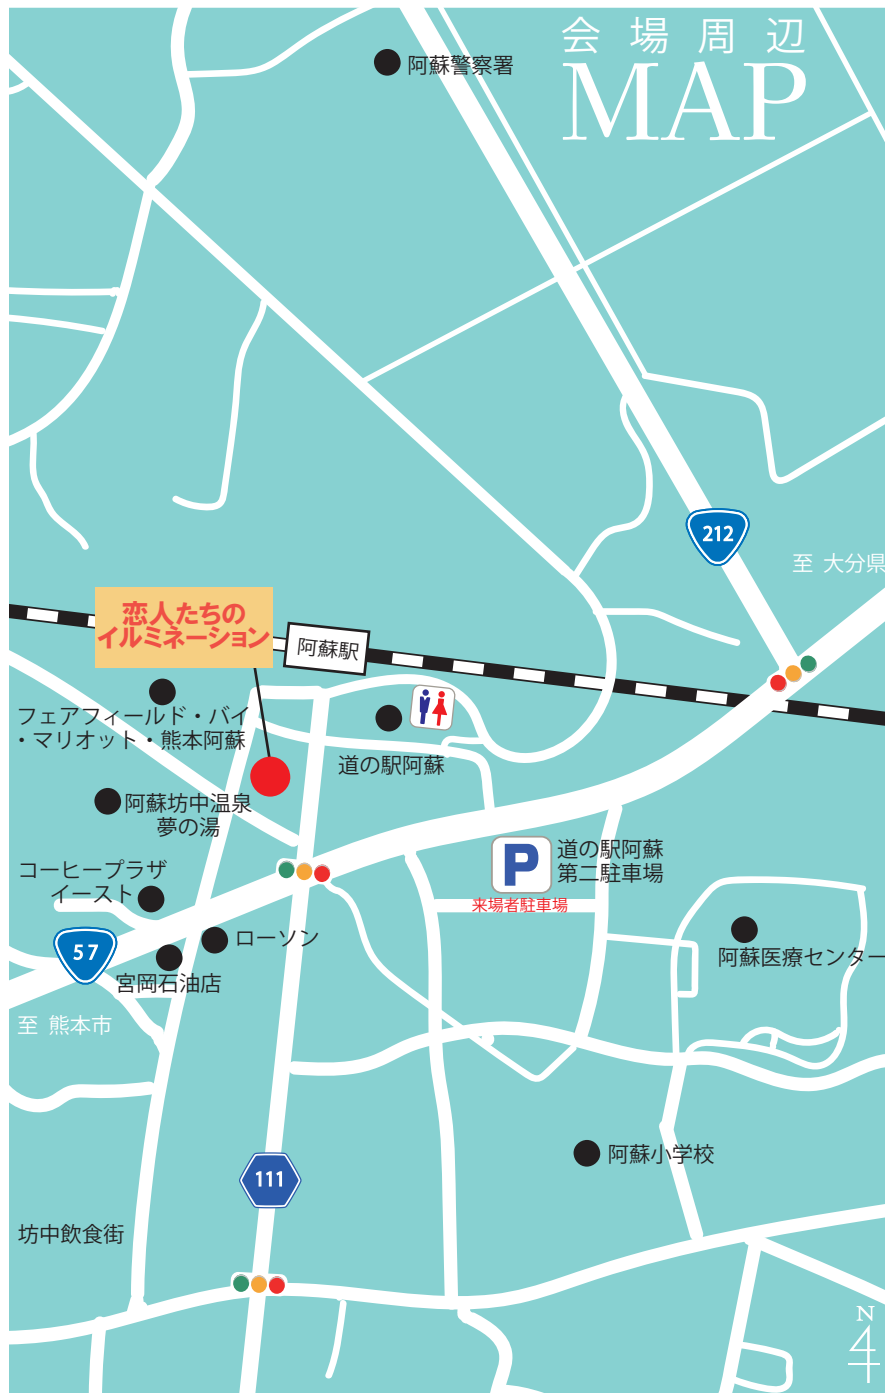 会場周辺
MAP
阿蘇警察署
212
至 大分県
恋人たちの
イルミネーション
阿蘇駅
フェアフィールド・バイ
・マリオット・熊本阿蘇
道の駅阿蘇
阿蘇坊中温泉
夢の湯
コーヒープラザ
イースト
P
道の駅阿蘇
第二駐車場
来場者駐車場
57
ローソン
宮岡石油店
阿蘇医療センター
至 熊本市
111
阿蘇小学校
坊中飲食街
N